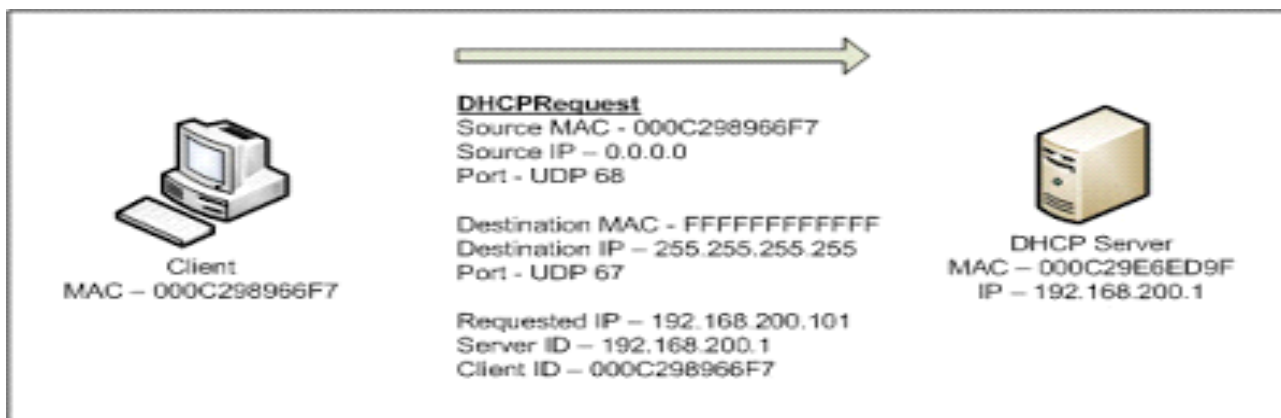 DHCPRequest
Source MAC - 000C298966F7
Source IP – 0.0.0.0
Port - UDP 68
Destination MAC - FFFFFFFFFFFF
Destination IP – 255.255.255.255
Port - UDP 67
Requested IP – 192.168.200.101
Server ID – 192.168.200.1
Client ID – 000C298966F7
Client
MAC – 000C298966F7
DHCP Server
MAC – 000C29E6ED9F
IP – 192.168.200.1